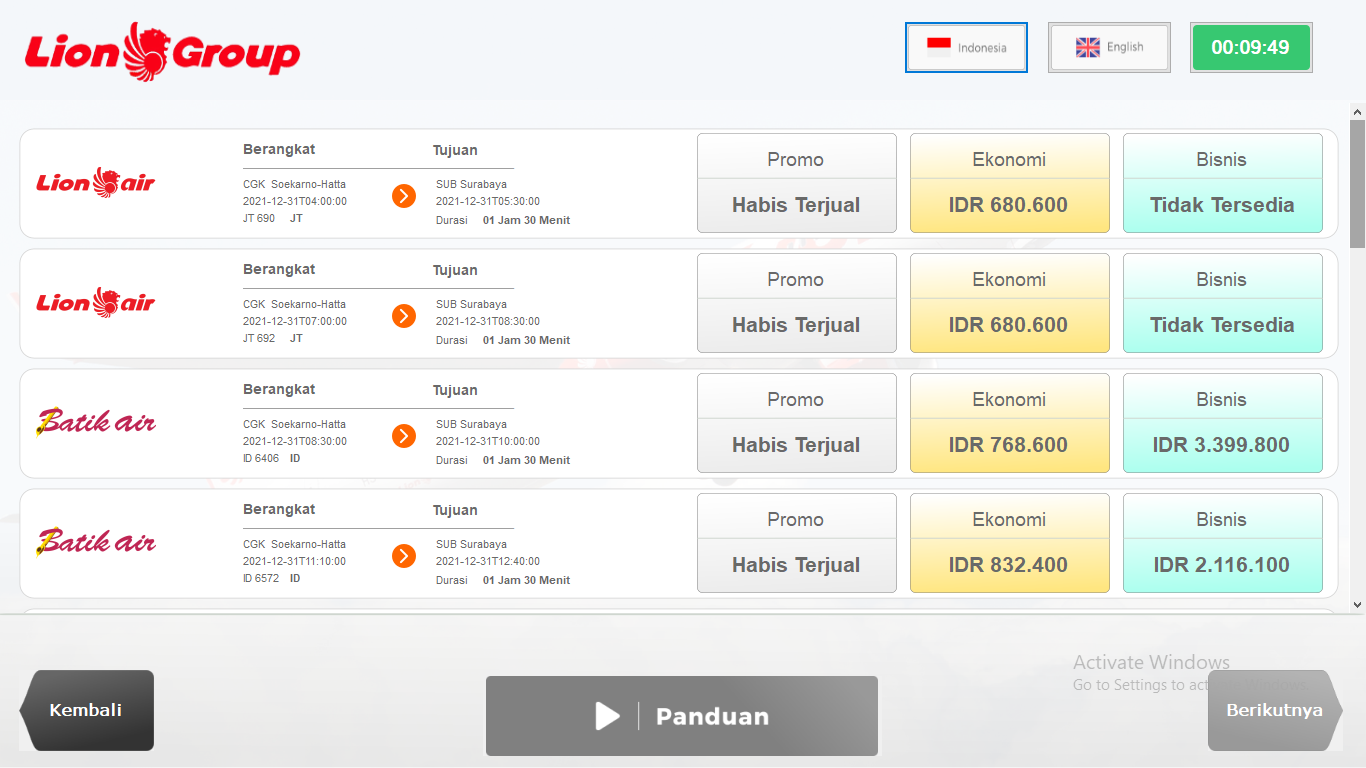 Lion Group
Indonesia
English
00:09:49
Lion air
Berangkat
Tujuan
CGK Soekarno-Hatta
SUB Surabaya
2021-12-31T04:00:00
2021-12-31T05:30:00
JT 690 JT
Durasi 01 Jam 30 Menit
Promo
Habis Terjual
Ekonomi
IDR 680.600
Bisnis
Tidak Tersedia
Lion air
Berangkat
Tujuan
CGK Soekarno-Hatta
SUB Surabaya
2021-12-31T07:00:00
2021-12-31T08:30:00
JT 692 JT
Durasi 01 Jam 30 Menit
Promo
Habis Terjual
Ekonomi
IDR 680.600
Bisnis
Tidak Tersedia
Batik air
Berangkat
Tujuan
CGK Soekarno-Hatta
SUB Surabaya
2021-12-31T08:30:00
2021-12-31T10:00:00
ID 6406 ID
Durasi 01 Jam 30 Menit
Promo
Habis Terjual
Ekonomi
IDR 768.600
Bisnis
IDR 3.399.800
Batik air
Berangkat
Tujuan
CGK Soekarno-Hatta
SUB Surabaya
2021-12-31T11:10:00
2021-12-31T12:40:00
ID 6572 ID
Durasi 01 Jam 30 Menit
Promo
Habis Terjual
Ekonomi
IDR 832.400
Bisnis
IDR 2.116.100
Activate Windows
Go to Settings to
Kembali
Panduan
Berikutnya